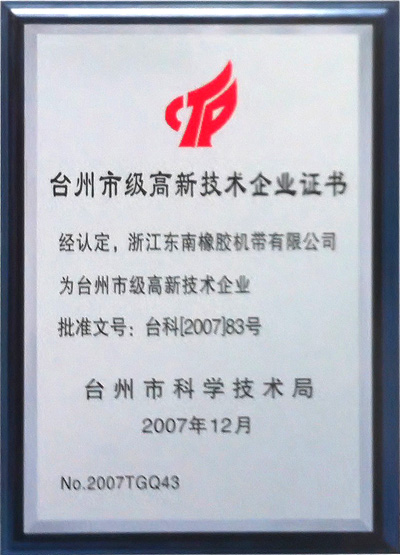 台州市级高新技术企业证书
经认定，浙江东南橡胶机带有限公司
为台州市级高新技术企业
批准文号：台科[2007]83号
台州市科学技术局
2007年12月
No.2007TGQ43